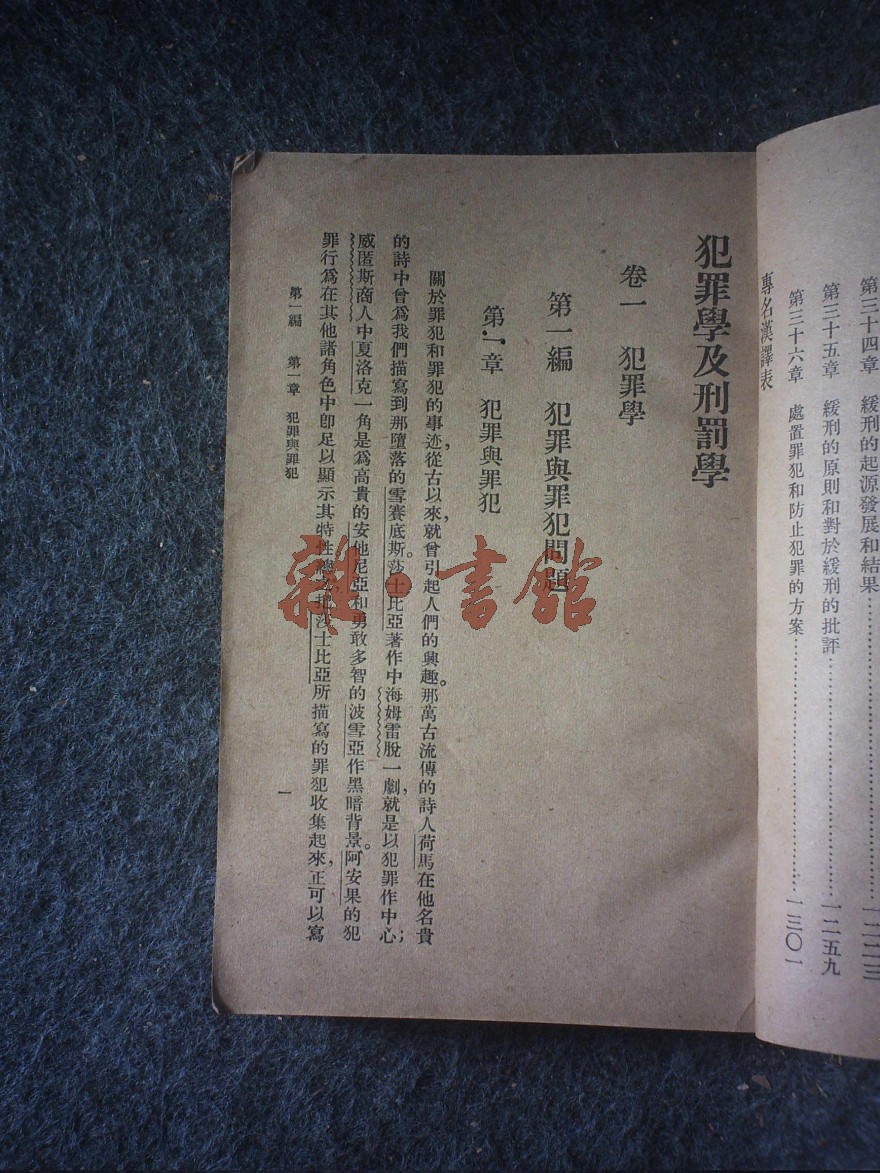 第三十四章　緩刑的起源發展和結果……一二二三
第三十五章　緩刑的原則和對於緩刑的批評……一二五九
第三十六章　處置罪犯和防止犯罪的方案……一三〇一
專名漢譯表
犯罪學及刑罰學
卷一　犯罪學
第一編　犯罪與罪犯問題
第一章　犯罪與罪犯
關於罪犯和罪犯的事迹，從古以來，就曾引起人們的興趣。那萬古流傳的詩人荷馬在他名貴
的詩中曾爲我們描寫到那墮落的雪賽底斯。莎士比亞著作中海姆雷脫一劇，就是以犯罪作中心；
威匿斯商人中夏洛克一角是爲高貴的安他尼亞和勇敢多智的波雪亞作黑暗背景。阿安果的犯
罪行爲在其他諸角色中即足以顯示其特性。把莎士比亞所描寫的罪犯收集起來，正可以寫
第一編　第一章　犯罪與罪犯
一
雜·書館